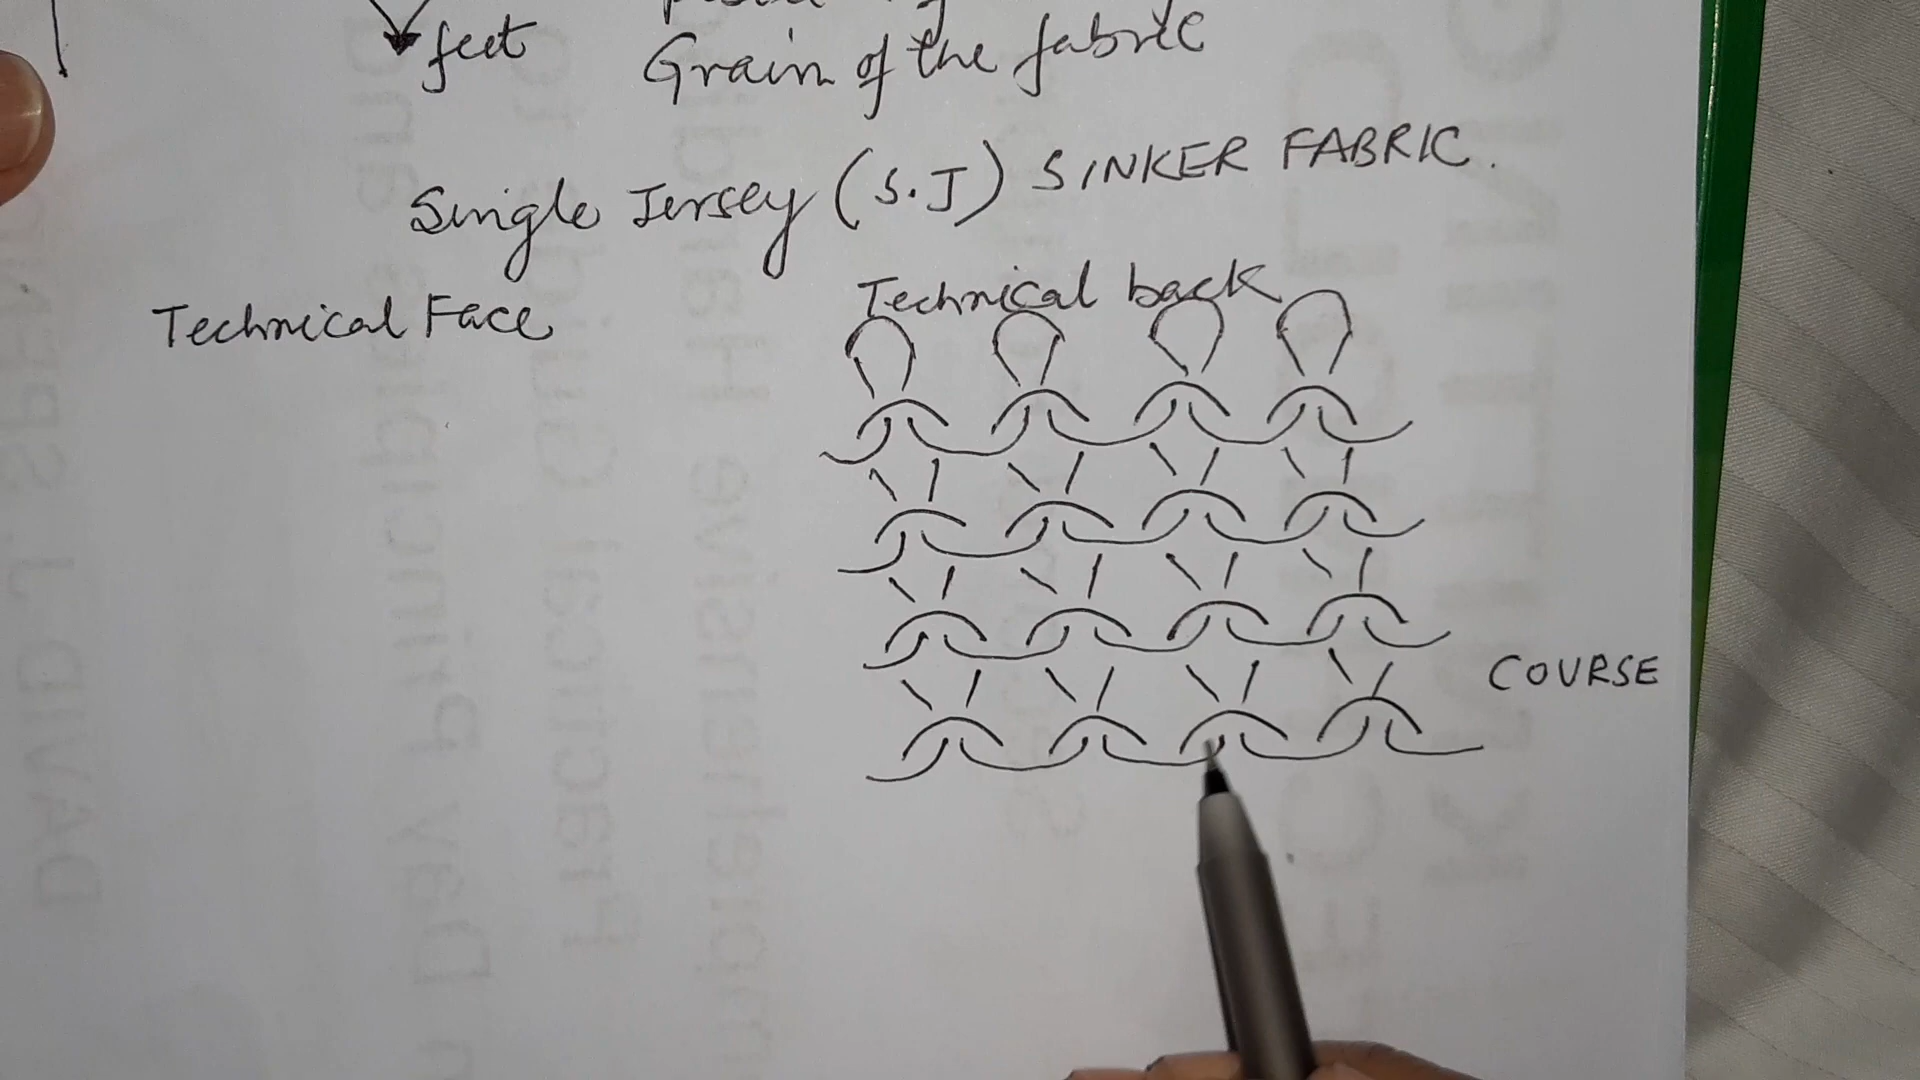 feet
Grain of the fabric
Single Jersey (S.J) SINKER FABRIC.
Technical Face
Technical back
COURSE